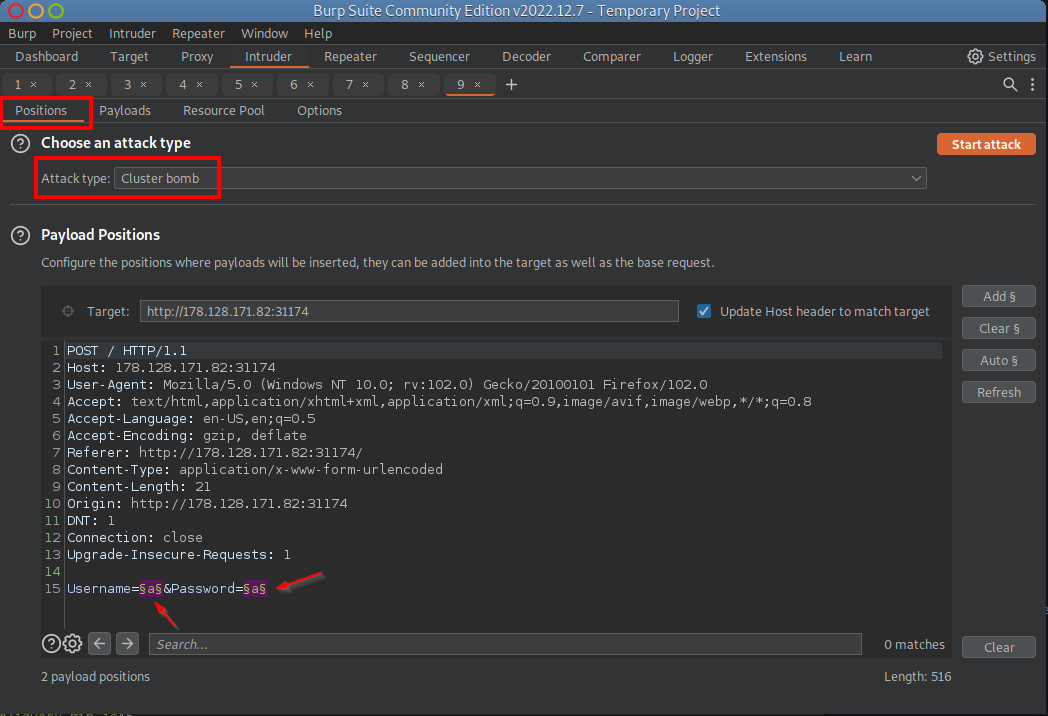 Burp Suite Community Edition v2022.12.7 - Temporary Project
Burp Project Intruder Repeater Window Help
Dashboard Target Proxy Intruder Repeater Sequencer Decoder Comparer Logger Extensions Learn Settings
1 × 2 × 3 × 4 × 5 × 6 × 7 × 8 × 9 × +
Positions Payloads Resource Pool Options
? Choose an attack type Start attack
Attack type: Cluster bomb
? Payload Positions
Configure the positions where payloads will be inserted, they can be added into the target as well as the base request.
Add §
Target: http://178.128.171.82:31174 Update Host header to match target
Clear §
Auto §
Refresh
1 POST / HTTP/1.1
2 Host: 178.128.171.82:31174
3 User-Agent: Mozilla/5.0 (Windows NT 10.0; rv:102.0) Gecko/20100101 Firefox/102.0
4 Accept: text/html,application/xhtml+xml,application/xml;q=0.9,image/avif,image/webp,*/*;q=0.8
5 Accept-Language: en-US,en;q=0.5
6 Accept-Encoding: gzip, deflate
7 Referer: http://178.128.171.82:31174/
8 Content-Type: application/x-www-form-urlencoded
9 Content-Length: 21
10 Origin: http://178.128.171.82:31174
11 DNT: 1
12 Connection: close
13 Upgrade-Insecure-Requests: 1
14
15 Username=§a§&Password=§a§
? Search... 0 matches Clear
2 payload positions Length: 516